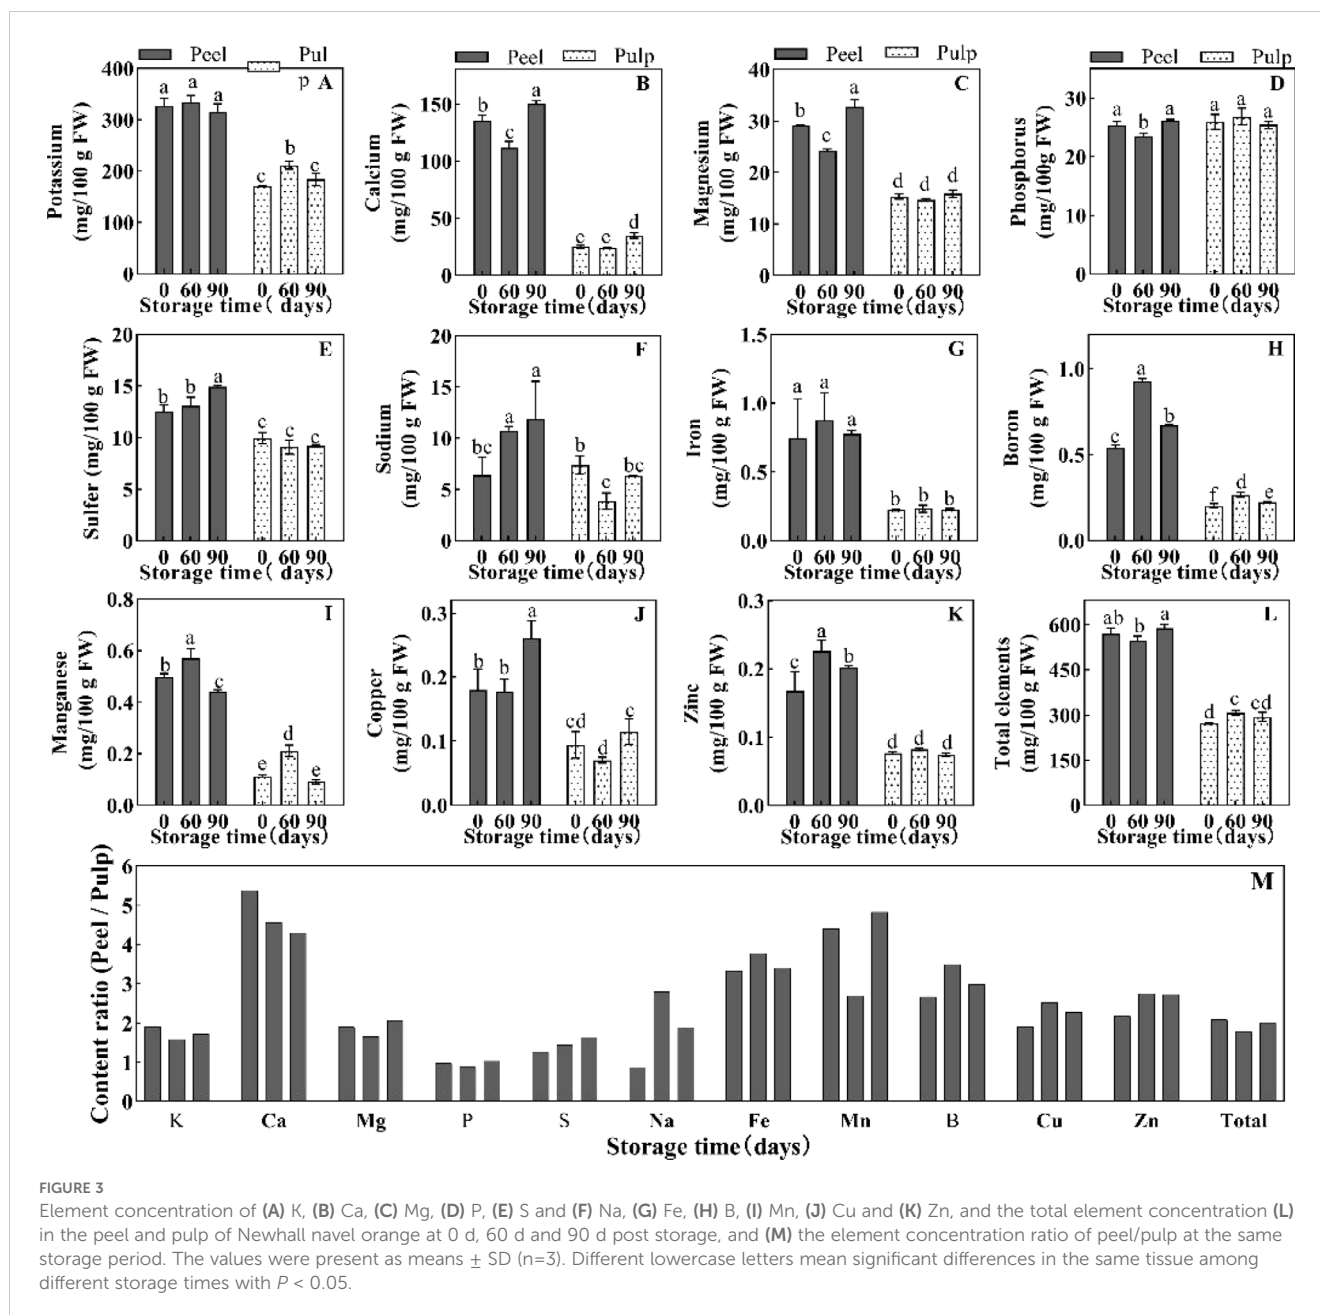 Peel Pul
p A
400
300
200
100
0
Potassium
(mg/100 g FW)
a a a c b c
0 60 90 0 60 90
Storage time( days)
Peel Pulp
B
150
100
50
0
Calcium
(mg/100 g FW)
b c a c c d
0 60 90 0 60 90
Storage time(days)
Peel Pulp
C
40
30
20
10
0
Magnesium
(mg/100 g FW)
b c a d d d
0 60 90 0 60 90
Storage time(days)
Peel Pulp
D
30
20
10
0
Phosphorus
(mg/100g FW)
a b a a a a
0 60 90 0 60 90
Storage time(days)
E
20
15
10
5
0
Sulfer (mg/100 g FW)
b b a c c c
0 60 90 0 60 90
Storage time(days)
F
20
15
10
5
0
Sodium
(mg/100 g FW)
bc a a b c bc
0 60 90 0 60 90
Storage time(days)
G
1.5
1.0
0.5
0.0
Iron
(mg/100 g FW)
a a a b b b
0 60 90 0 60 90
Storage time(days)
H
1.0
0.5
0.0
Boron
(mg/100 g FW)
c a b f d e
0 60 90 0 60 90
Storage time(days)
I
0.8
0.6
0.4
0.2
0.0
Manganese
(mg/100 g FW)
b a c e d e
0 60 90 0 60 90
Storage time(days)
J
0.3
0.2
0.1
0.0
Copper
(mg/100 g FW)
b b a cd d c
0 60 90 0 60 90
Storage time(days)
K
0.3
0.2
0.1
0.0
Zinc
(mg/100 g FW)
c a b d d d
0 60 90 0 60 90
Storage time(days)
L
600
450
300
150
0
Total elements
(mg/100 g FW)
ab b a d c cd
0 60 90 0 60 90
Storage time(days)
M
6
5
4
3
2
1
0
Content ratio (Peel / Pulp)
K Ca Mg P S Na Fe Mn B Cu Zn Total
Storage time(days)
FIGURE 3
Element concentration of (A) K, (B) Ca, (C) Mg, (D) P, (E) S and (F) Na, (G) Fe, (H) B, (I) Mn, (J) Cu and (K) Zn, and the total element concentration (L)
in the peel and pulp of Newhall navel orange at 0 d, 60 d and 90 d post storage, and (M) the element concentration ratio of peel/pulp at the same
storage period. The values were present as means ± SD (n=3). Different lowercase letters mean significant differences in the same tissue among
different storage times with P < 0.05.